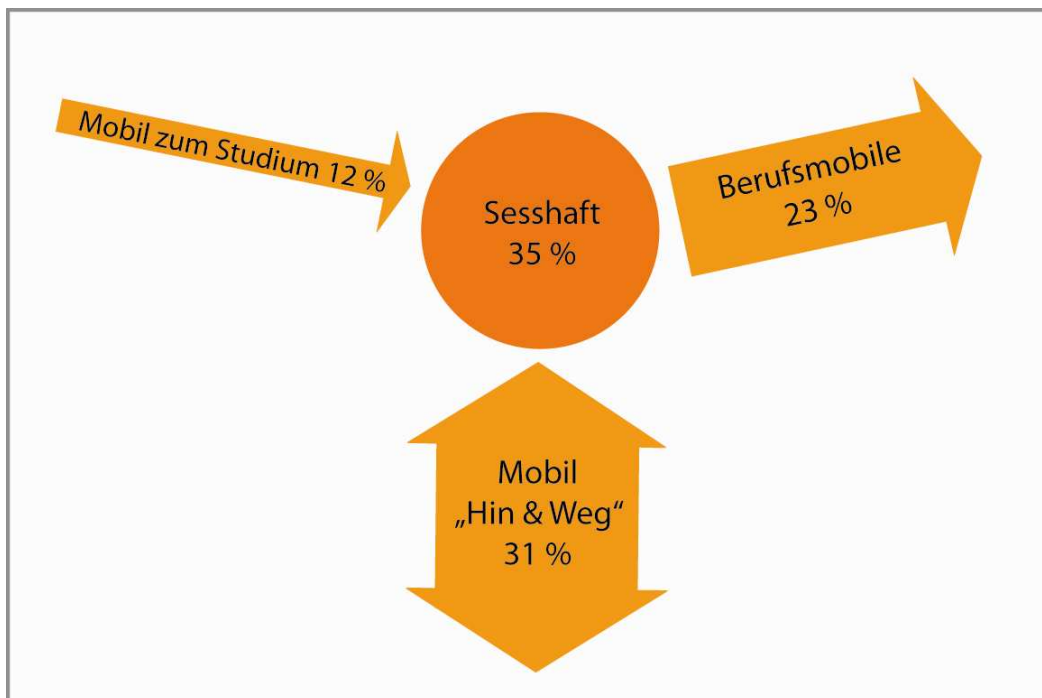 Mobil zum Studium 12 %
Sesshaft
35 %
Berufsmobile
23 %
Mobil
„Hin & Weg“
31 %